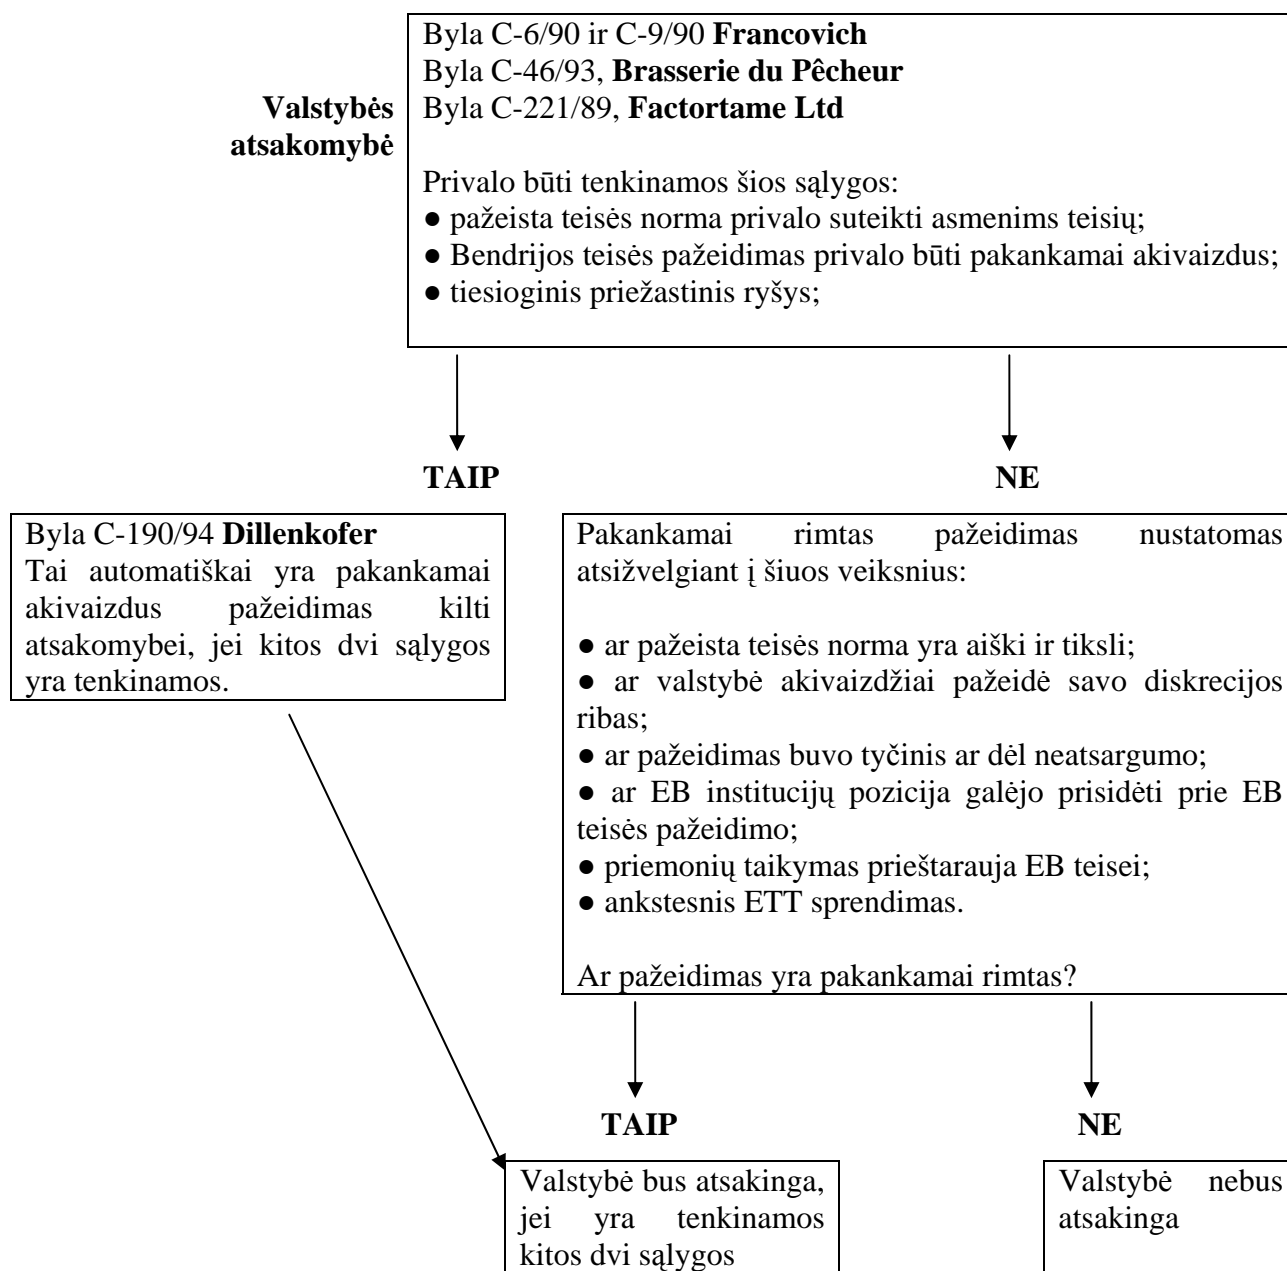 Byla C-6/90 ir C-9/90 Francovich
Byla C-46/93, Brasserie du Pêcheur
Valstybės
atsakomybė
Byla C-221/89, Factortame Ltd
Privalo būti tenkinamos šios sąlygos:
● pažeista teisės norma privalo suteikti asmenims teisių;
● Bendrijos teisės pažeidimas privalo būti pakankamai akivaizdus;
● tiesioginis priežastinis ryšys;
TAIP
NE
Byla C-190/94 Dillenkofer
Tai automatiškai yra pakankamai
akivaizdus pažeidimas kilti
atsakomybei, jei kitos dvi sąlygos
yra tenkinamos.
Pakankamai rimtas pažeidimas nustatomas
atsižvelgiant į šiuos veiksnius:
● ar pažeista teisės norma yra aiški ir tiksli;
● ar valstybė akivaizdžiai pažeidė savo diskrecijos
ribas;
● ar pažeidimas buvo tyčinis ar dėl neatsargumo;
● ar EB institucijų pozicija galėjo prisidėti prie EB
teisės pažeidimo;
● priemonių taikymas prieštarauja EB teisei;
● ankstesnis ETT sprendimas.
Ar pažeidimas yra pakankamai rimtas?
TAIP
NE
Valstybė bus atsakinga,
jei yra tenkinamos
kitos dvi sąlygos
Valstybė nebus
atsakinga